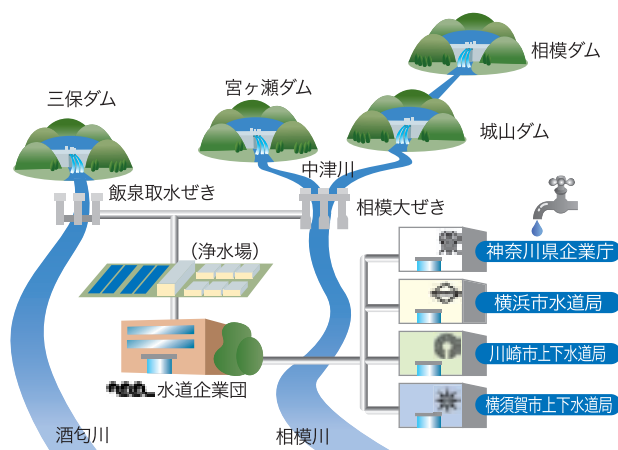 相模ダム
宮ヶ瀬ダム
三保ダム
城山ダム
中津川
飯泉取水ぜき
相模大ぜき
（浄水場）
神奈川県企業庁
横浜市水道局
川崎市上下水道局
水道企業団
横須賀市上下水道局
酒匂川
相模川